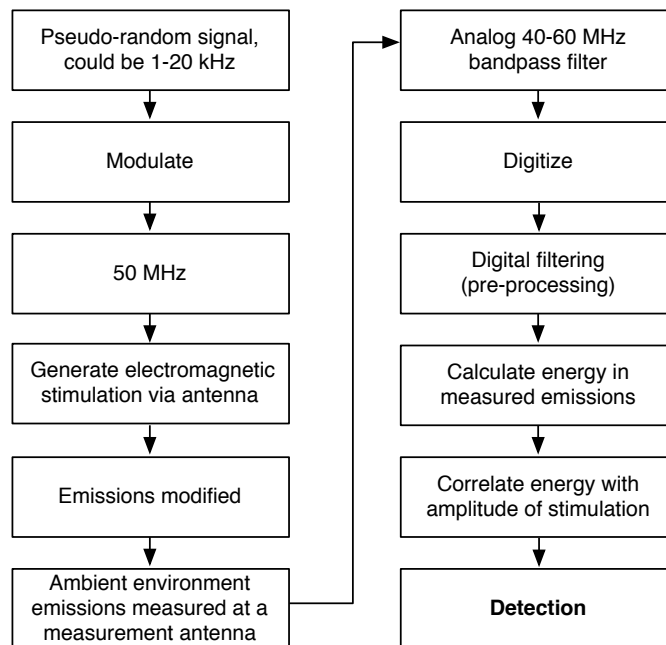 Pseudo-random signal,
could be 1-20 kHz
Modulate
50 MHz
Generate electromagnetic
stimulation via antenna
Emissions modified
Ambient environment
emissions measured at a
measurement antenna
Analog 40-60 MHz
bandpass filter
Digitize
Digital filtering
(pre-processing)
Calculate energy in
measured emissions
Correlate energy with
amplitude of stimulation
Detection